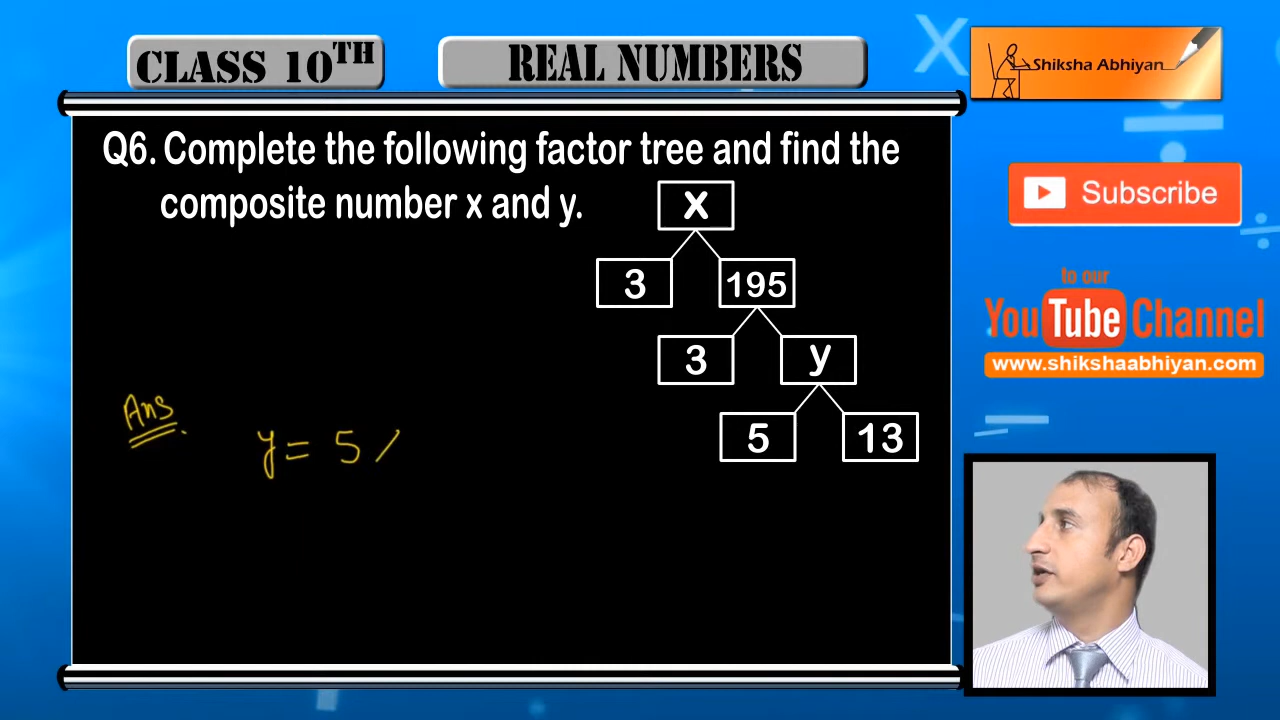 CLASS 10TH
REAL NUMBERS
Shiksha Abhiyan
Q6. Complete the following factor tree and find the
composite number x and y.
x
3 195
3 y
5 13
Ans
y = 5
Subscribe
to our
YouTube Channel
www.shikshaabhiyan.com
X